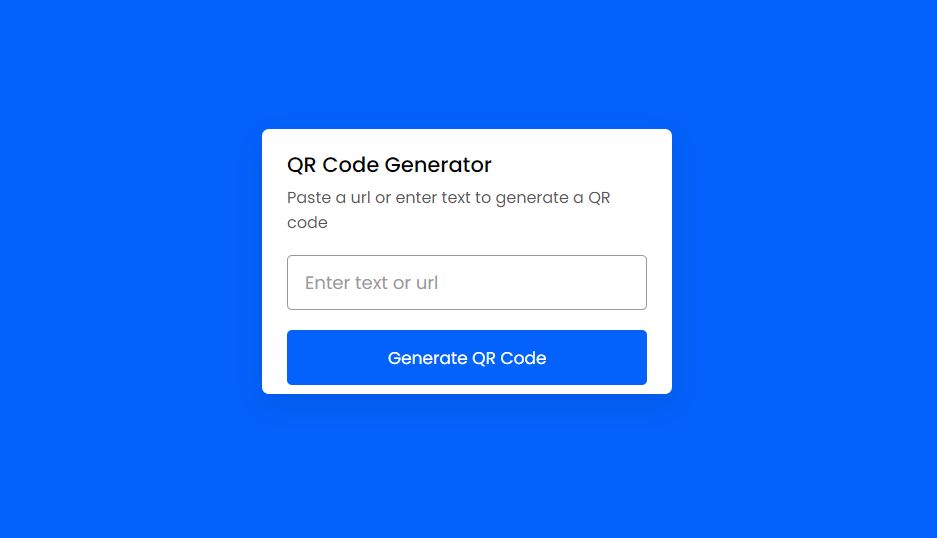 QR Code Generator
Paste a url or enter text to generate a QR
code
Enter text or url
Generate QR Code